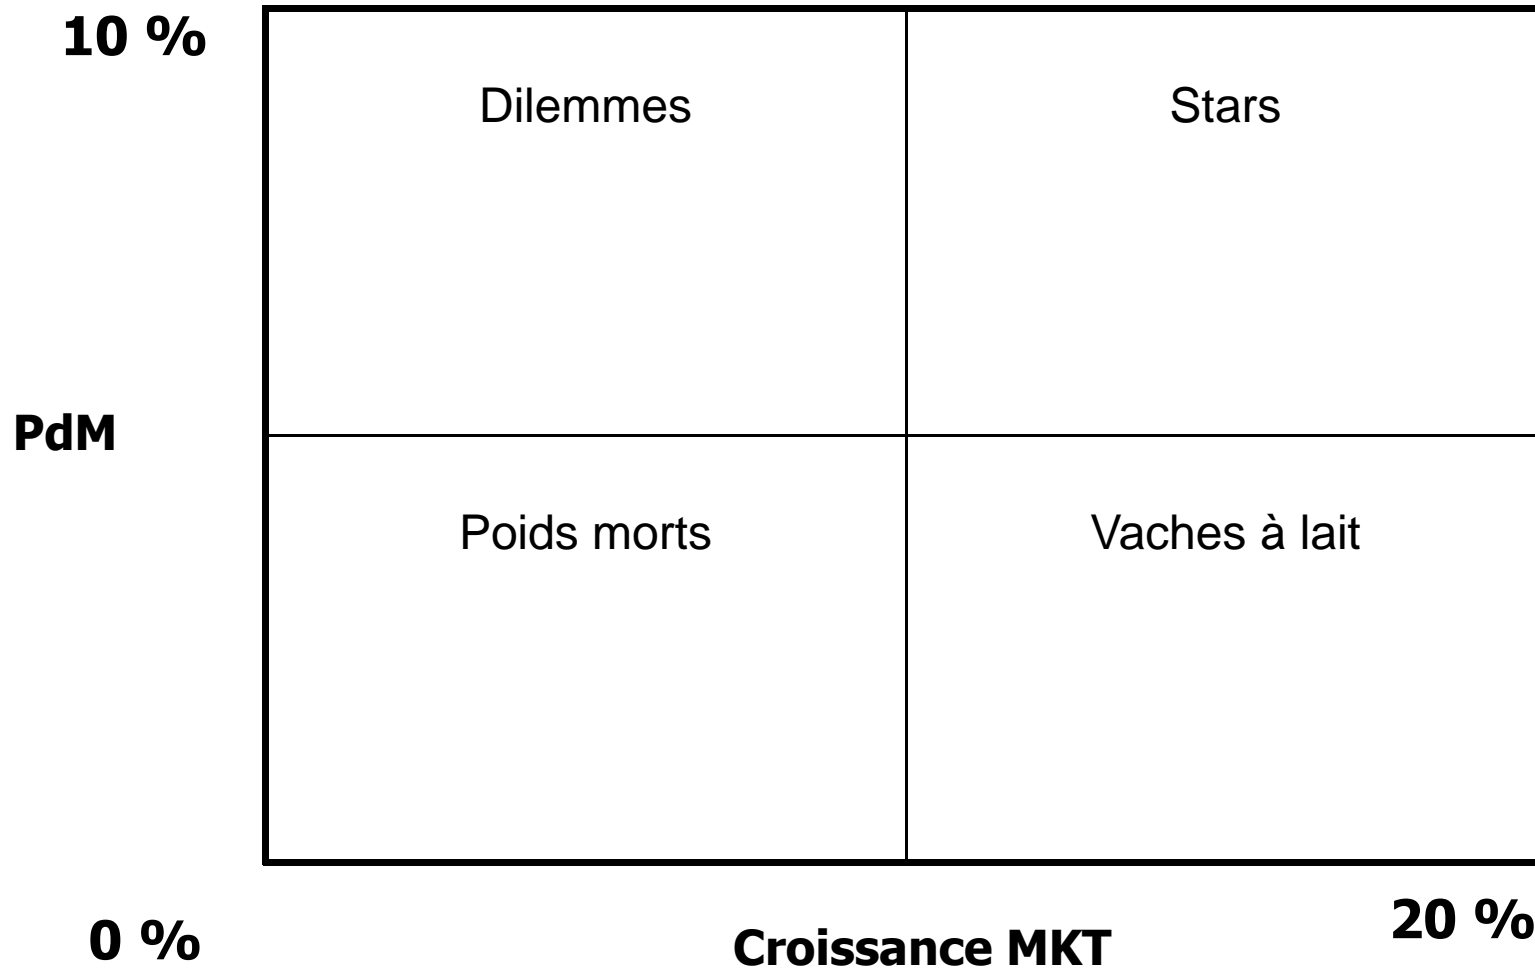 10 %
Dilemmes
Stars
PdM
Poids morts
Vaches à lait
0 %
Croissance MKT
20 %